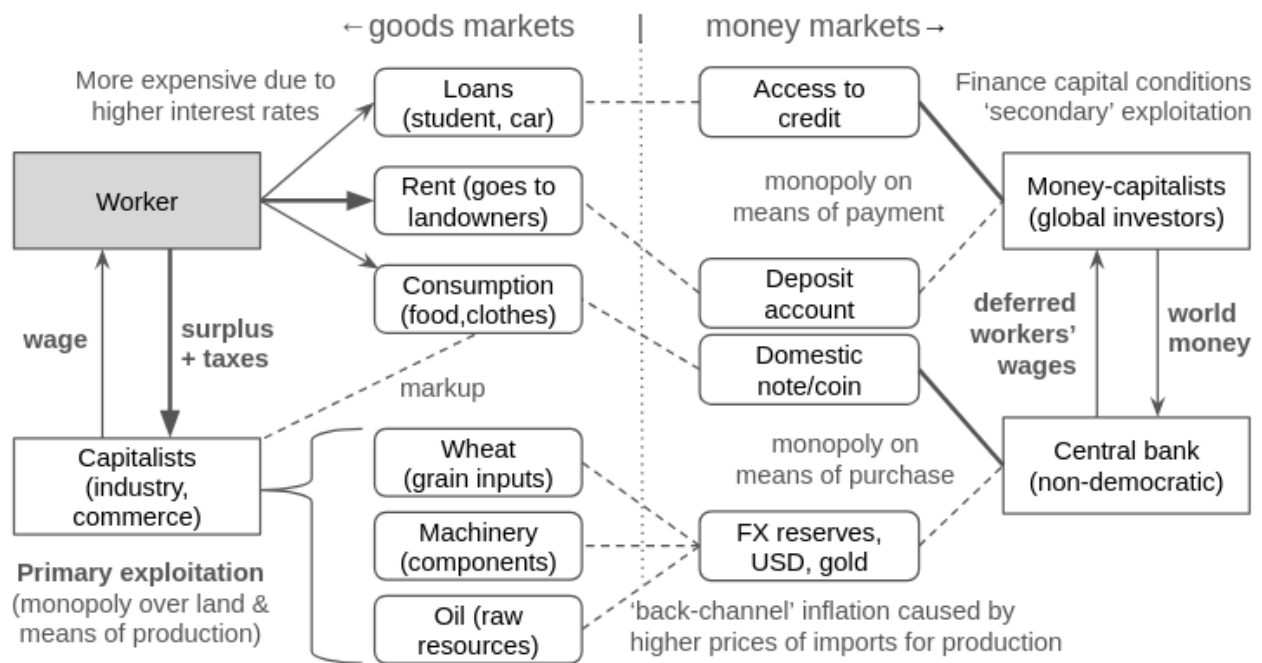 ←goods markets | money markets→
More expensive due to
higher interest rates
Loans
(student, car)
Access to
credit
Finance capital conditions
‘secondary’ exploitation
Worker
Rent (goes to
landowners)
monopoly on
means of payment
Money-capitalists
(global investors)
Consumption
(food,clothes)
Deposit
account
wage
surplus
+ taxes
deferred
workers’
wages
world
money
Domestic
note/coin
markup
Capitalists
(industry,
commerce)
Wheat
(grain inputs)
monopoly on
means of purchase
Central bank
(non-democratic)
Machinery
(components)
FX reserves,
USD, gold
Primary exploitation
(monopoly over land &
means of production)
Oil (raw
resources)
‘back-channel’ inflation caused by
higher prices of imports for production